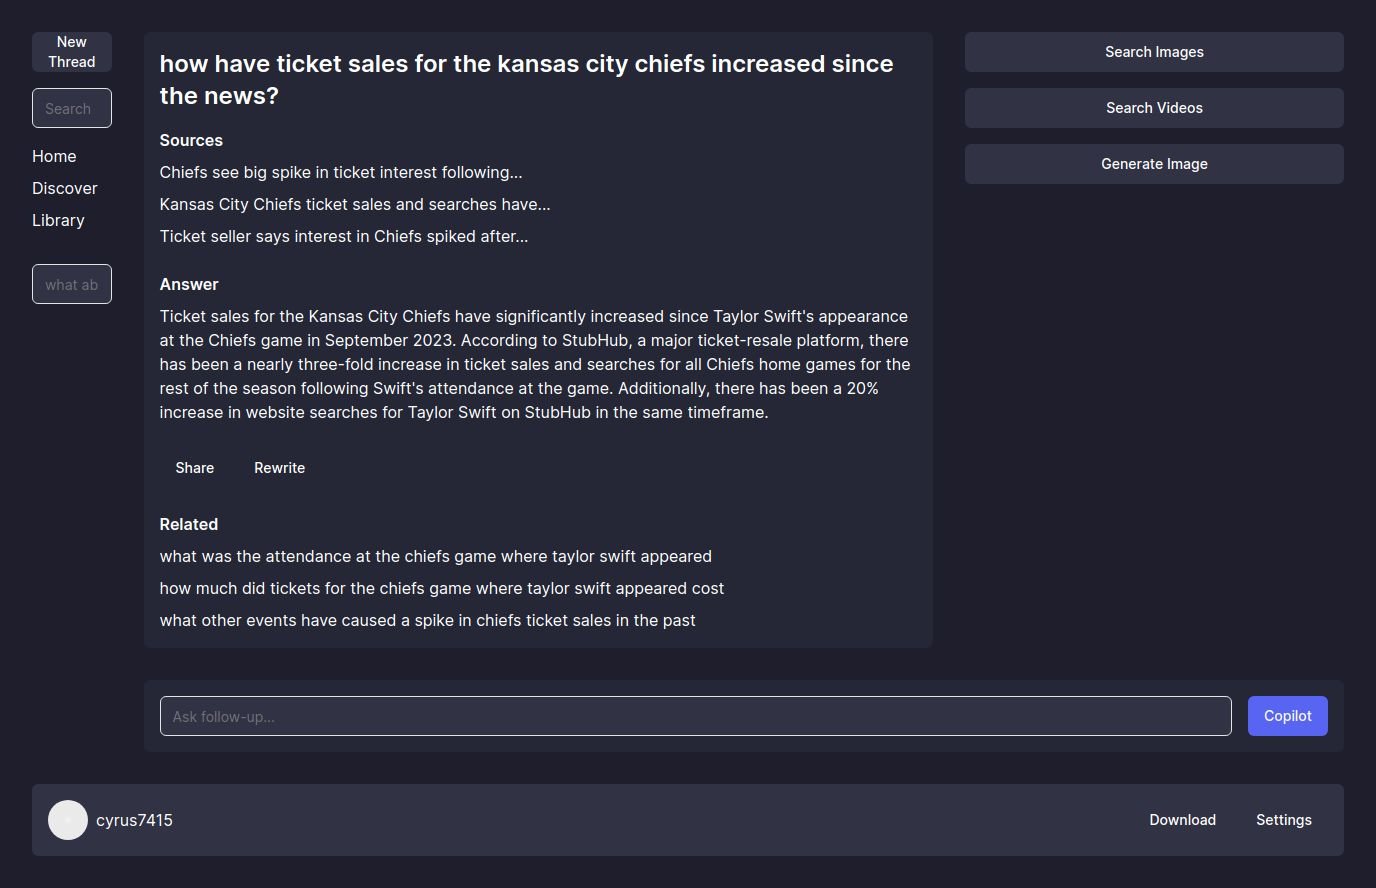 New
Thread
Search
Home
Discover
Library
what ab
how have ticket sales for the kansas city chiefs increased since
the news?
Sources
Chiefs see big spike in ticket interest following...
Kansas City Chiefs ticket sales and searches have...
Ticket seller says interest in Chiefs spiked after...
Answer
Ticket sales for the Kansas City Chiefs have significantly increased since Taylor Swift's appearance
at the Chiefs game in September 2023. According to StubHub, a major ticket-resale platform, there
has been a nearly three-fold increase in ticket sales and searches for all Chiefs home games for the
rest of the season following Swift's attendance at the game. Additionally, there has been a 20%
increase in website searches for Taylor Swift on StubHub in the same timeframe.
Share
Rewrite
Related
what was the attendance at the chiefs game where taylor swift appeared
how much did tickets for the chiefs game where taylor swift appeared cost
what other events have caused a spike in chiefs ticket sales in the past
Search Images
Search Videos
Generate Image
Ask follow-up...
Copilot
cyrus7415
Download
Settings